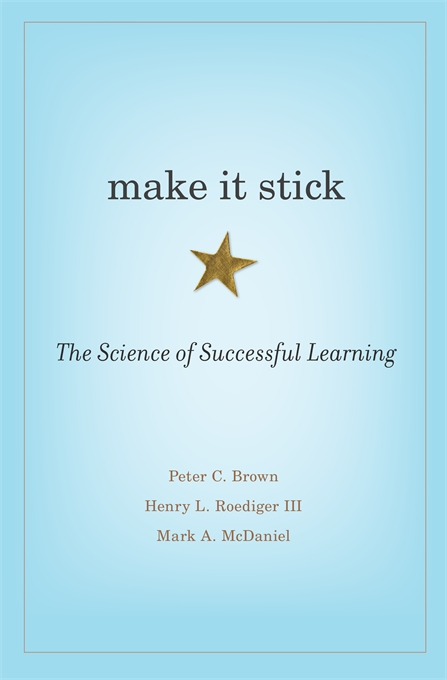 make it stick
The Science of Successful Learning
Peter C. Brown
Henry L. Roediger III
Mark A. McDaniel